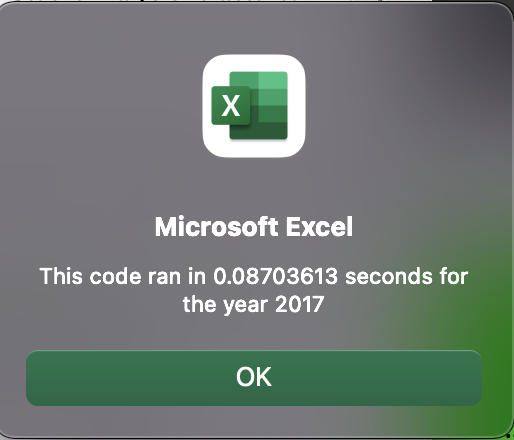 X
Microsoft Excel
This code ran in 0.08703613 seconds for
the year 2017
OK